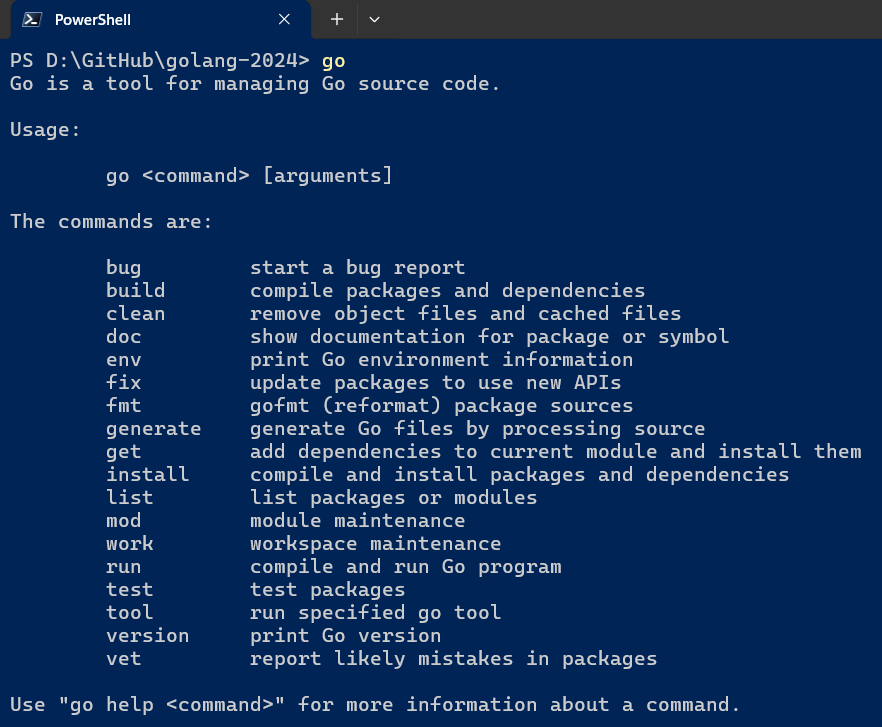 PowerShell
PS D:\GitHub\golang-2024> go
Go is a tool for managing Go source code.
Usage:
go <command> [arguments]
The commands are:
bug start a bug report
build compile packages and dependencies
clean remove object files and cached files
doc show documentation for package or symbol
env print Go environment information
fix update packages to use new APIs
fmt gofmt (reformat) package sources
generate generate Go files by processing source
get add dependencies to current module and install them
install compile and install packages and dependencies
list list packages or modules
mod module maintenance
work workspace maintenance
run compile and run Go program
test test packages
tool run specified go tool
version print Go version
vet report likely mistakes in packages
Use "go help <command>" for more information about a command.